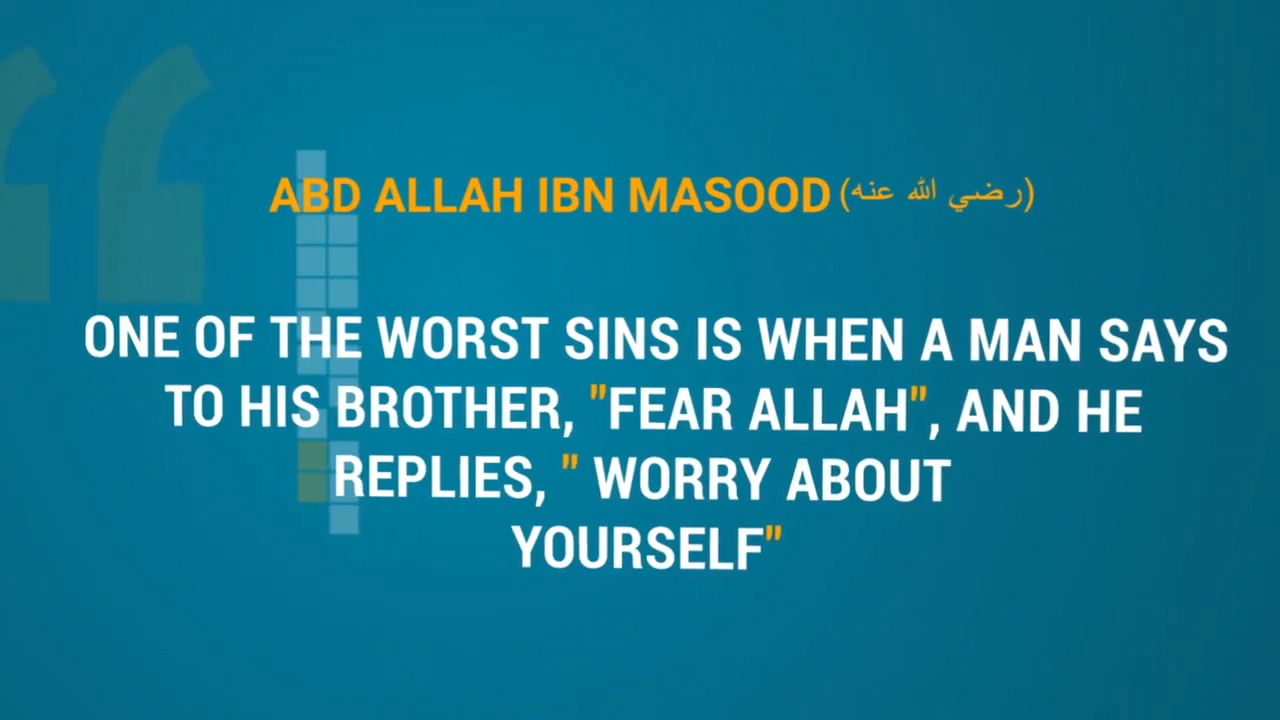 ABD ALLAH IBN MASOOD (رضي الله عنه)
ONE OF THE WORST SINS IS WHEN A MAN SAYS
TO HIS BROTHER, "FEAR ALLAH", AND HE
REPLIES, " WORRY ABOUT
YOURSELF"